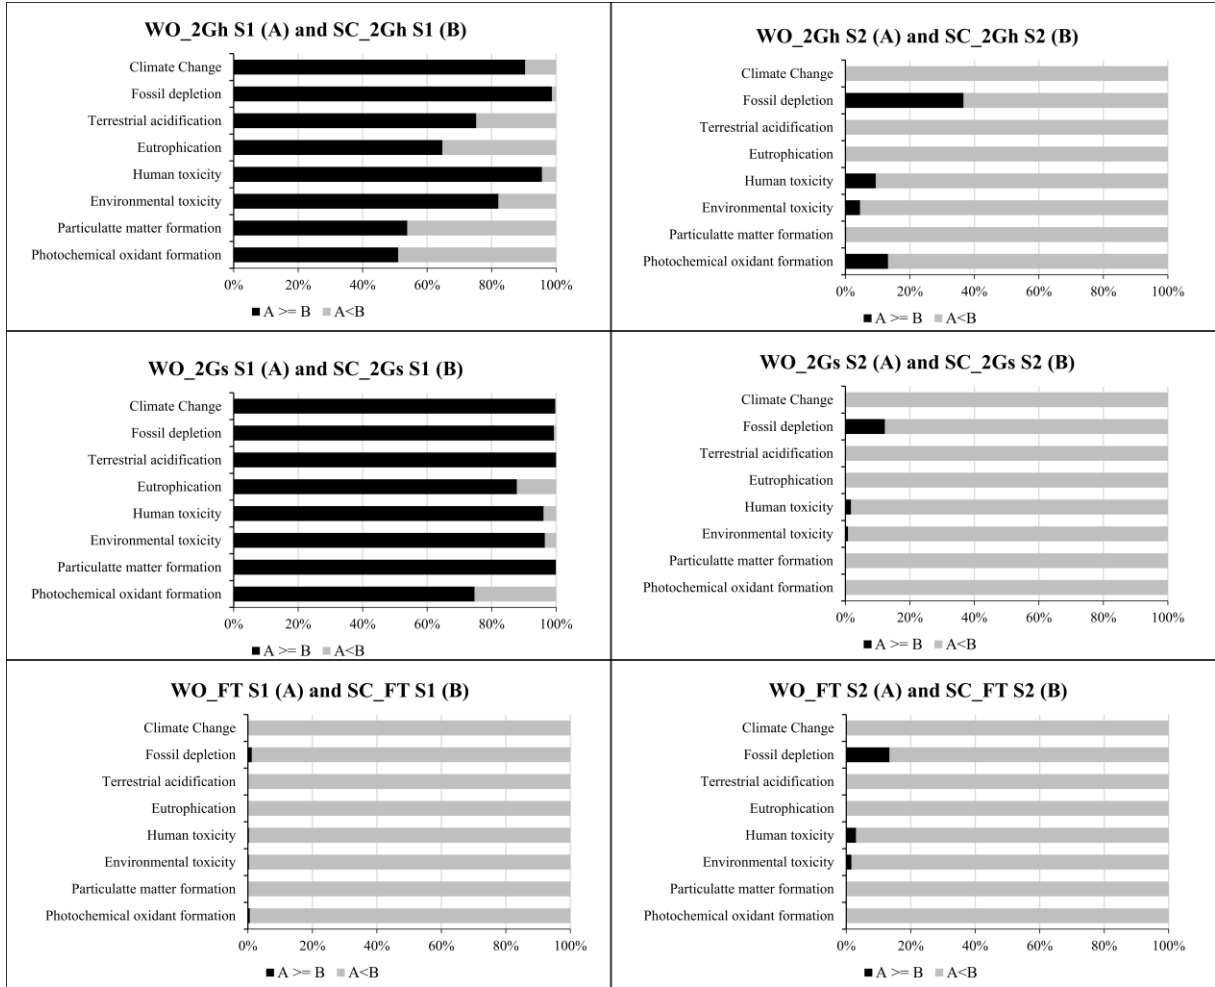 WO_2Gh S1 (A) and SC_2Gh S1 (B)
Climate Change
Fossil depletion
Terrestrial acidification
Eutrophication
Human toxicity
Environmental toxicity
Particulatte matter formation
Photochemical oxidant formation
0% 20% 40% 60% 80% 100%
A >= B A<B
WO_2Gh S2 (A) and SC_2Gh S2 (B)
Climate Change
Fossil depletion
Terrestrial acidification
Eutrophication
Human toxicity
Environmental toxicity
Particulatte matter formation
Photochemical oxidant formation
0% 20% 40% 60% 80% 100%
A >= B A<B
WO_2Gs S1 (A) and SC_2Gs S1 (B)
Climate Change
Fossil depletion
Terrestrial acidification
Eutrophication
Human toxicity
Environmental toxicity
Particulatte matter formation
Photochemical oxidant formation
0% 20% 40% 60% 80% 100%
A >= B A<B
WO_2Gs S2 (A) and SC_2Gs S2 (B)
Climate Change
Fossil depletion
Terrestrial acidification
Eutrophication
Human toxicity
Environmental toxicity
Particulatte matter formation
Photochemical oxidant formation
0% 20% 40% 60% 80% 100%
A >= B A<B
WO_FT S1 (A) and SC_FT S1 (B)
Climate Change
Fossil depletion
Terrestrial acidification
Eutrophication
Human toxicity
Environmental toxicity
Particulatte matter formation
Photochemical oxidant formation
0% 20% 40% 60% 80% 100%
A >= B A<B
WO_FT S2 (A) and SC_FT S2 (B)
Climate Change
Fossil depletion
Terrestrial acidification
Eutrophication
Human toxicity
Environmental toxicity
Particulatte matter formation
Photochemical oxidant formation
0% 20% 40% 60% 80% 100%
A >= B A<B